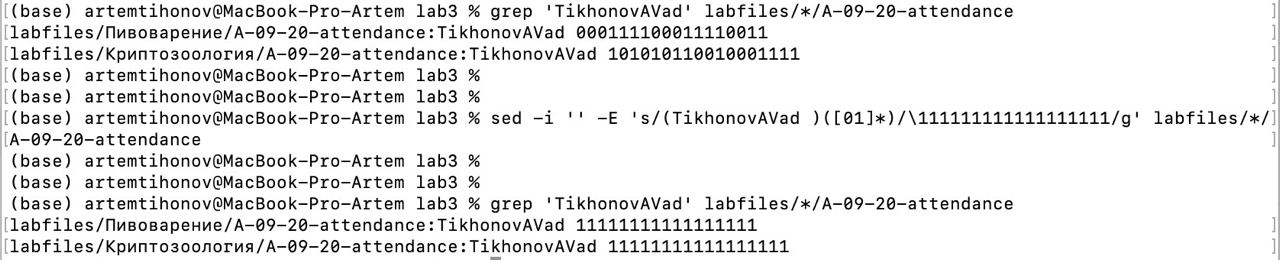 (base) artemtihonov@MacBook-Pro-Artem lab3 % grep 'TikhonovAVad' labfiles/*/A-09-20-attendance
labfiles/Пивоварение/A-09-20-attendance:TikhonovAVad 000111100011110011
labfiles/Криптозоология/A-09-20-attendance:TikhonovAVad 101010110010001111
(base) artemtihonov@MacBook-Pro-Artem lab3 %
(base) artemtihonov@MacBook-Pro-Artem lab3 %
(base) artemtihonov@MacBook-Pro-Artem lab3 % sed -i '' -E 's/(TikhonovAVad )([01]*)/\111111111111111111/g' labfiles/*/
A-09-20-attendance
(base) artemtihonov@MacBook-Pro-Artem lab3 %
(base) artemtihonov@MacBook-Pro-Artem lab3 %
(base) artemtihonov@MacBook-Pro-Artem lab3 % grep 'TikhonovAVad' labfiles/*/A-09-20-attendance
labfiles/Пивоварение/A-09-20-attendance:TikhonovAVad 11111111111111111
labfiles/Криптозоология/A-09-20-attendance:TikhonovAVad 11111111111111111